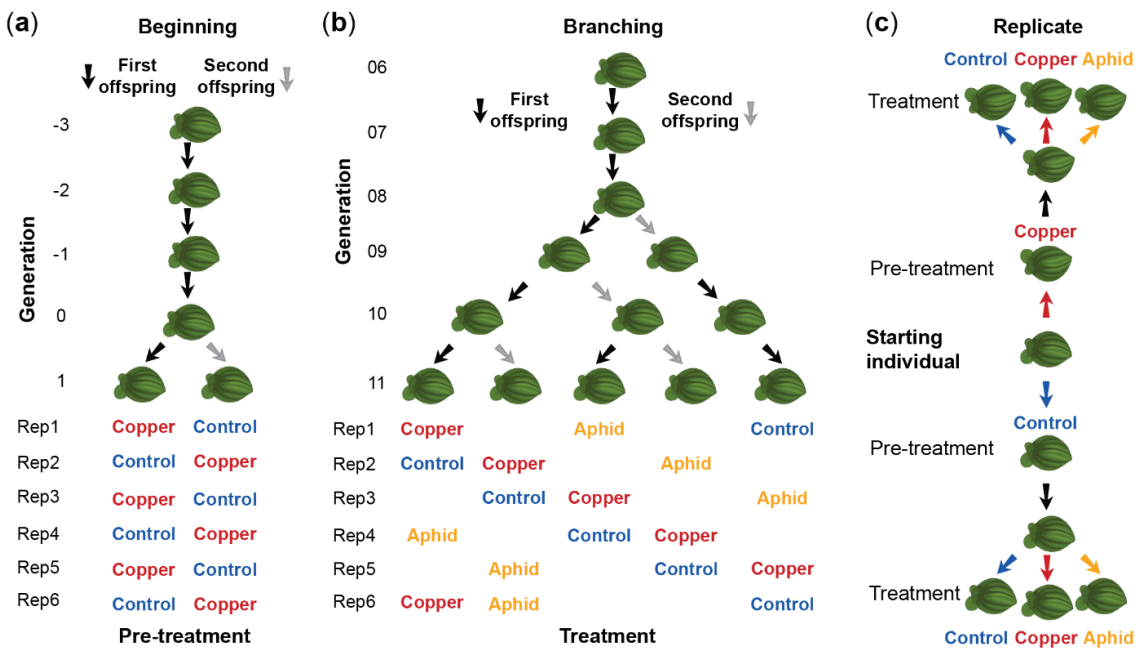 (a) Beginning
First offspring
Second offspring
Generation
-3
-2
-1
0
1
Rep1 Copper Control
Rep2 Control Copper
Rep3 Copper Control
Rep4 Control Copper
Rep5 Copper Control
Rep6 Control Copper
Pre-treatment
(b) Branching
First offspring
Second offspring
Generation
06
07
08
09
10
11
Rep1 Copper Aphid Control
Rep2 Control Copper Aphid
Rep3 Control Copper Aphid
Rep4 Aphid Control Copper
Rep5 Aphid Control Copper
Rep6 Copper Aphid Control
Treatment
(c) Replicate
Control Copper Aphid
Treatment
Copper
Pre-treatment
Starting
individual
Control
Pre-treatment
Treatment
Control Copper Aphid